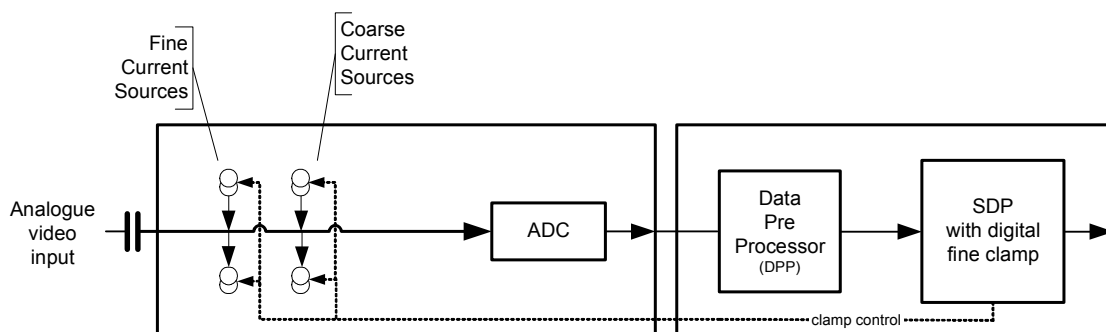 Fine
Current
Sources
Coarse
Current
Sources
Analogue
video
input
ADC
Data
Pre
Processor
(DPP)
SDP
with digital
fine clamp
clamp control